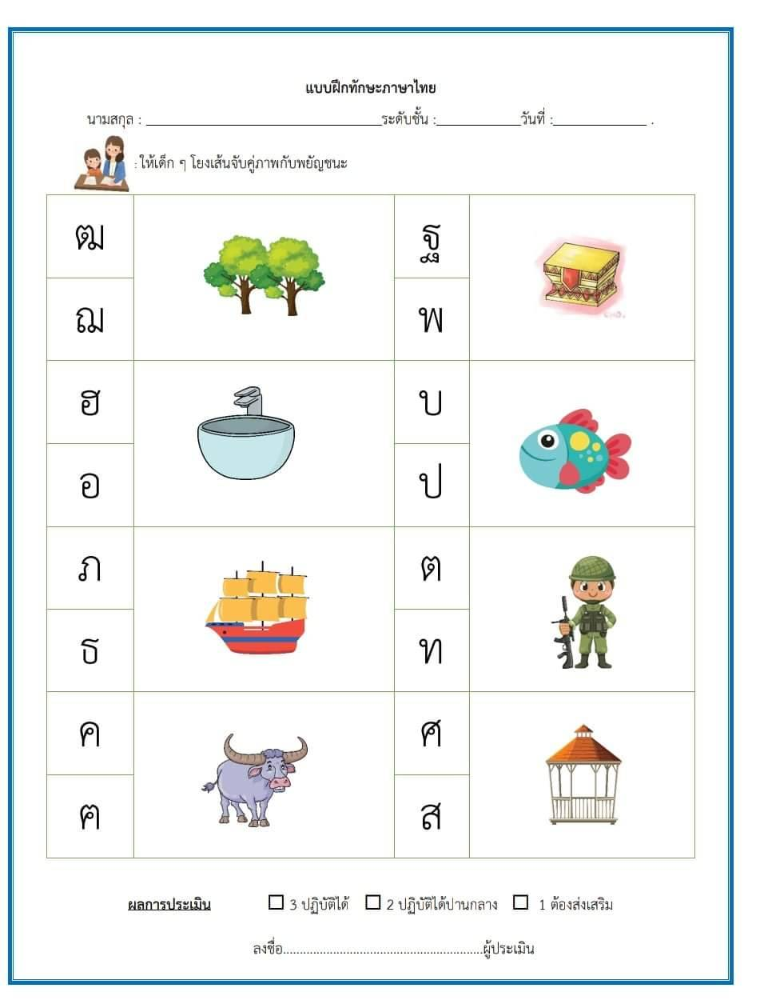 แบบฝึกทักษะภาษาไทย
นามสกุล : ______________________________ระดับชั้น :___________วันที่ :____________ .
: ให้เด็ก ๆ โยงเส้นจับคู่ภาพกับพยัญชนะ
ฒ ฐ
ฌ พ
ฮ บ
อ ป
ภ ต
ธ ท
ค ศ
ฅ ส
ผลการประเมิน ☐ 3 ปฏิบัติได้ ☐ 2 ปฏิบัติได้ปานกลาง ☐ 1 ต้องส่งเสริม
ลงชื่อ............................................................ผู้ประเมิน